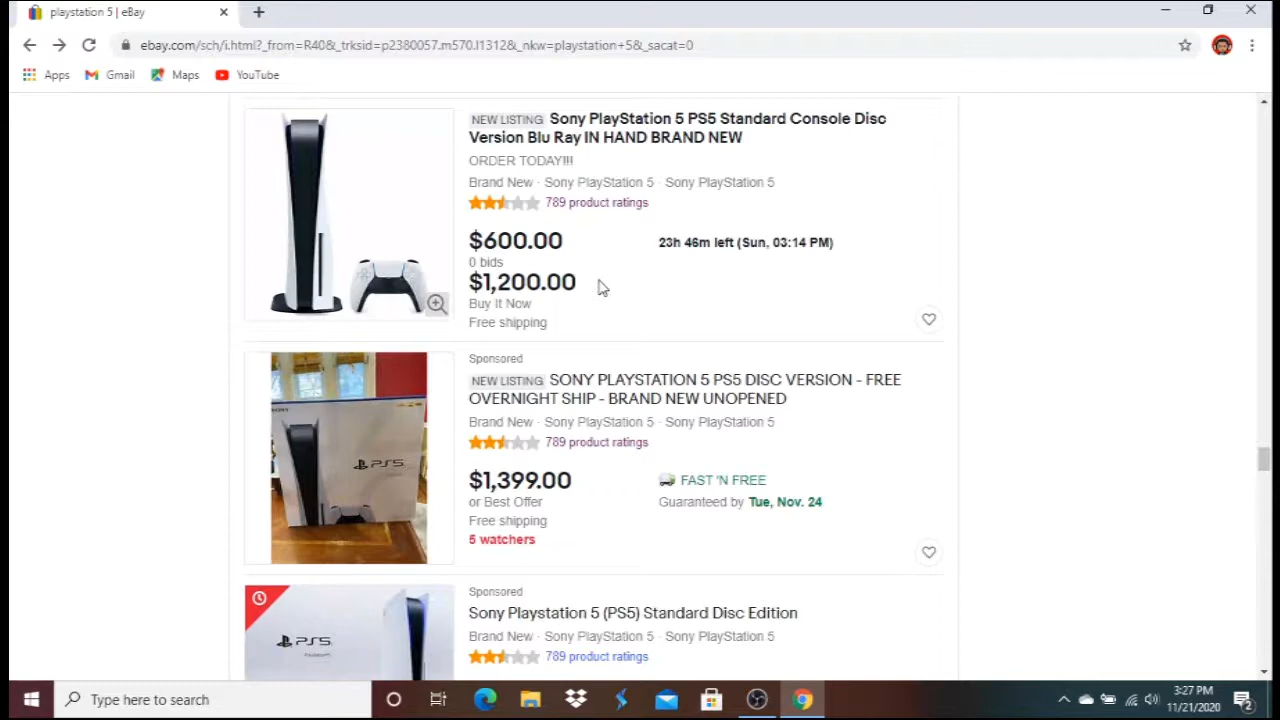 playstation 5 | eBay
ebay.com/sch/i.html?_from=R40&_trksid=p2380057.m570.l1312&_nkw=playstation+5&_sacat=0
Apps Gmail Maps YouTube
NEW LISTING Sony PlayStation 5 PS5 Standard Console Disc
Version Blu Ray IN HAND BRAND NEW
ORDER TODAY!!!
Brand New · Sony PlayStation 5 · Sony PlayStation 5
789 product ratings
$600.00 23h 46m left (Sun, 03:14 PM)
0 bids
$1,200.00
Buy It Now
Free shipping
Sponsored
NEW LISTING SONY PLAYSTATION 5 PS5 DISC VERSION - FREE
OVERNIGHT SHIP - BRAND NEW UNOPENED
Brand New · Sony PlayStation 5 · Sony PlayStation 5
789 product ratings
SONY
PS5
$1,399.00 FAST 'N FREE
or Best Offer Guaranteed by Tue, Nov. 24
Free shipping
5 watchers
Sponsored
Sony Playstation 5 (PS5) Standard Disc Edition
Brand New · Sony PlayStation 5 · Sony PlayStation 5
789 product ratings
PS5
Type here to search
3:27 PM
11/21/2020
2